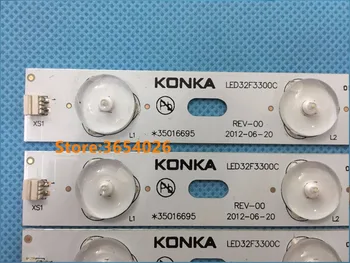 KONKA LED32F3300C
XS1 L1 *35016695 REV-00 L2
2012-06-20
Store:3654026
KONKA LED32F3300C
XS1 L1 *35016695 REV-00 L2
2012-06-20